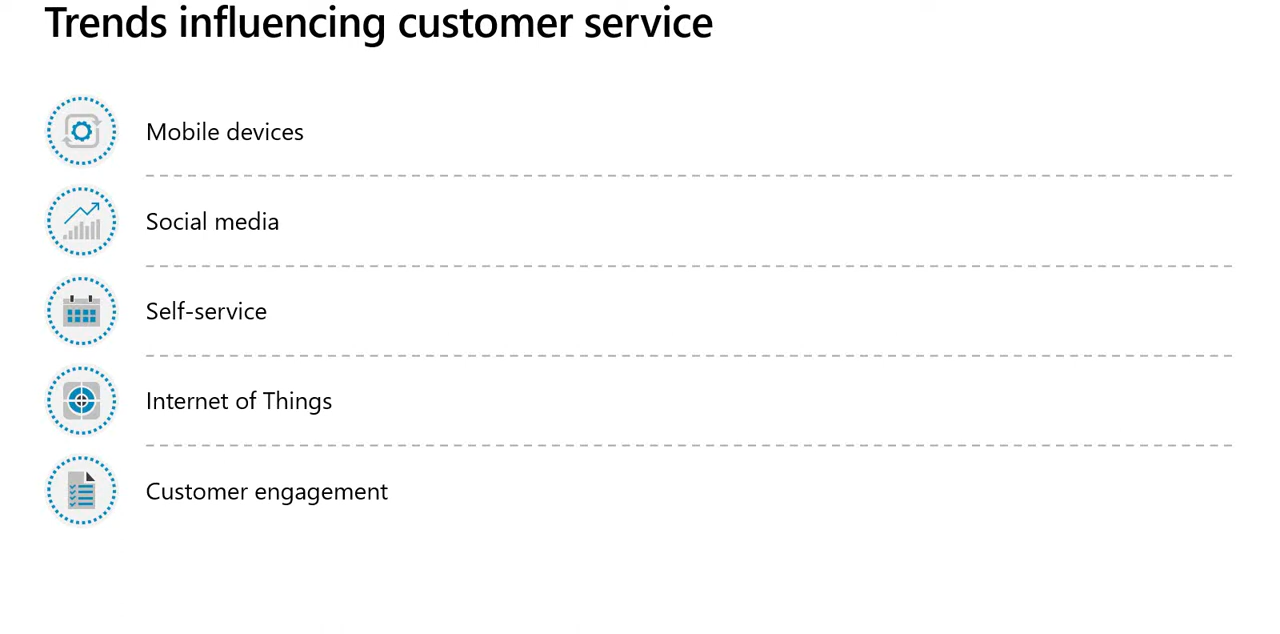 Trends influencing customer service
Mobile devices
Social media
Self-service
Internet of Things
Customer engagement